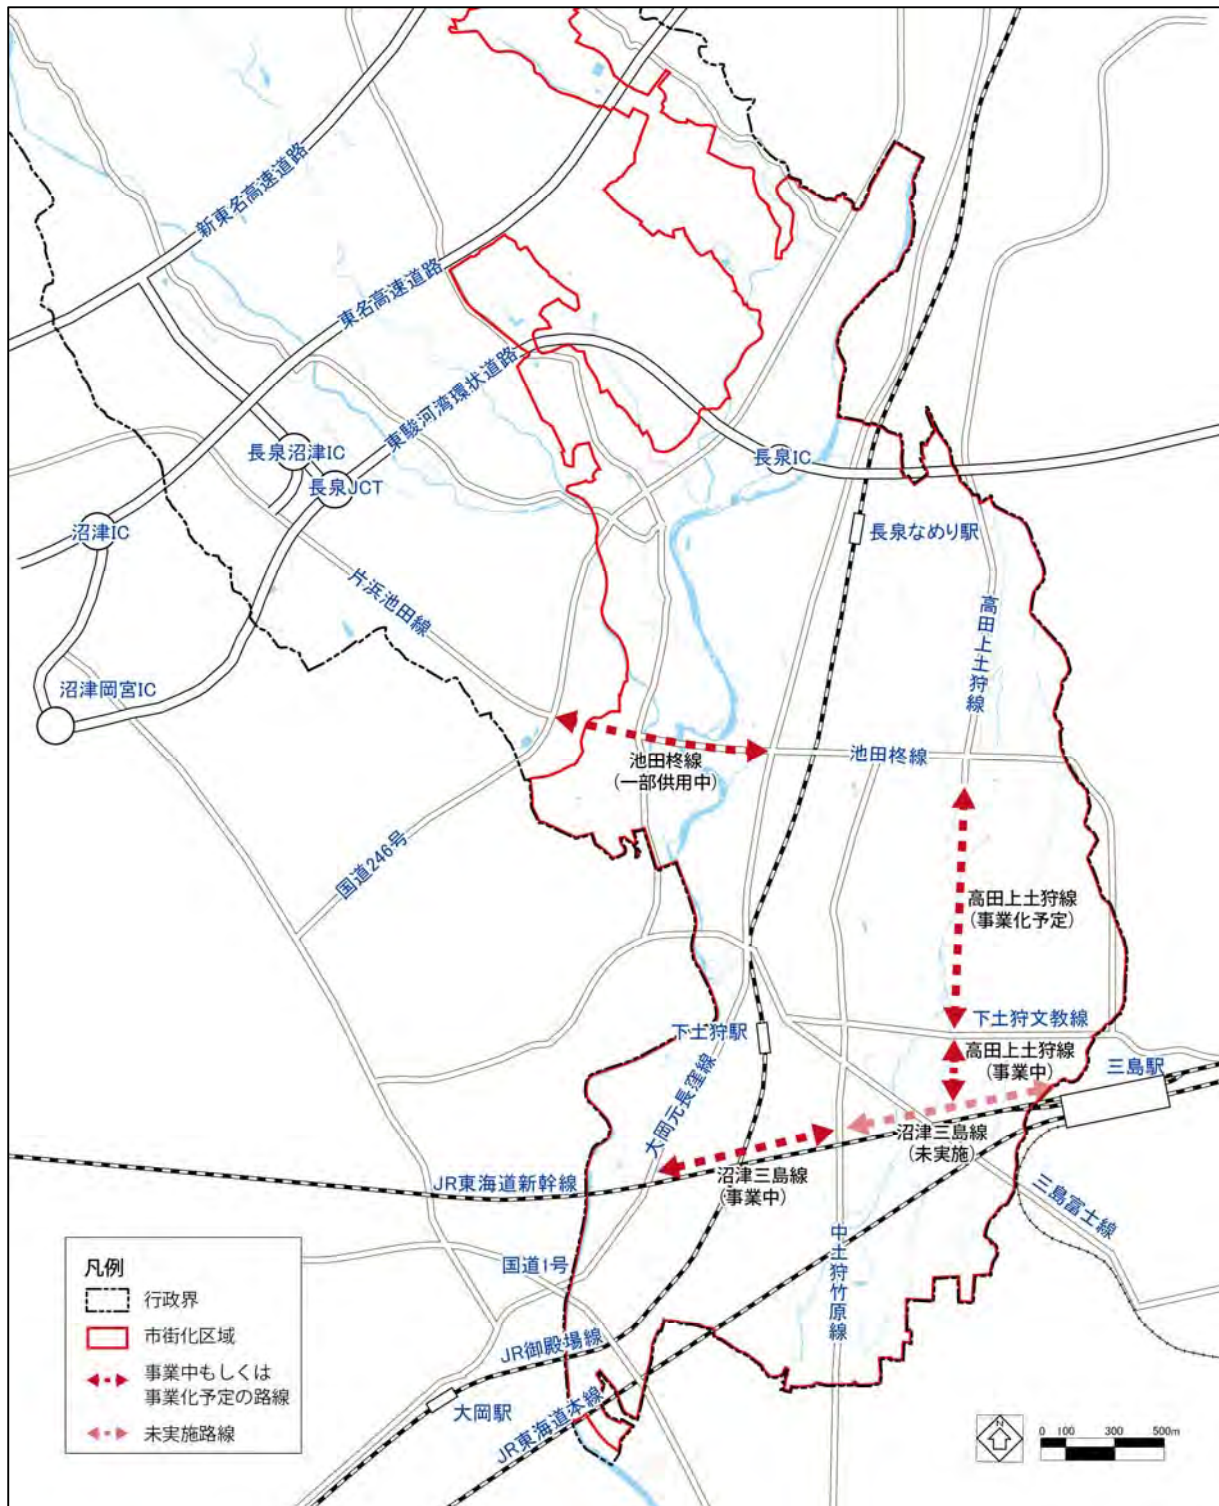 新東名高速道路
東名高速道路
東駿河湾環状道路
長泉沼津IC
長泉JCT
長泉IC
沼津IC
長泉なめり駅
片浜池田線
高田上土狩線
沼津岡宮IC
池田柊線
(一部供用中)
池田柊線
国道246号
高田上土狩線
(事業化予定)
下土狩駅
下土狩文教線
高田上土狩線
(事業中)
三島駅
大岡元長窪線
沼津三島線
(未実施)
JR東海道新幹線
沼津三島線
(事業中)
三島富士線
中土狩竹原線
国道1号
JR御殿場線
大岡駅
JR東海道本線
凡例
行政界
市街化区域
事業中もしくは
事業化予定の路線
未実施路線
N
0 100 300 500m